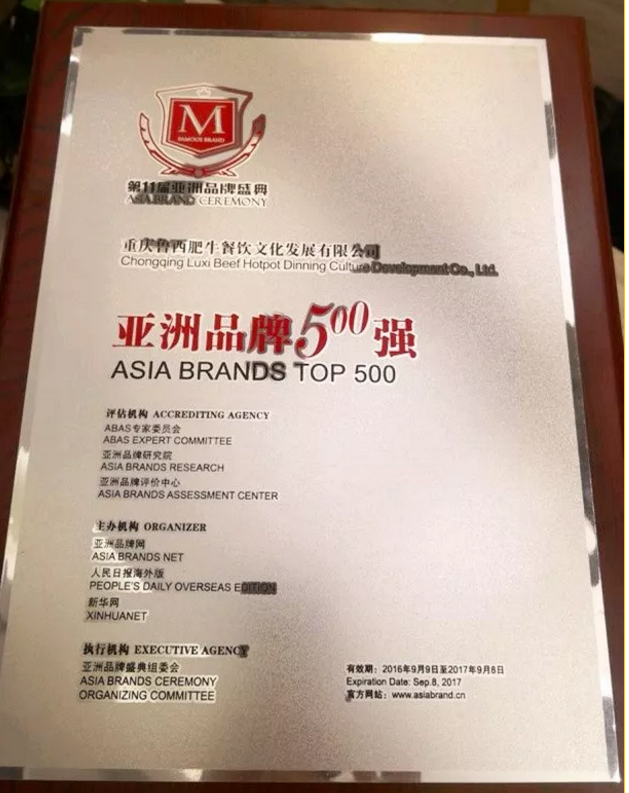 M
FAMOUS BRAND
第11届亚洲品牌盛典
ASIA BRAND CEREMONY
重庆鲁西肥牛餐饮文化发展有限公司
Chongqing Luxi Beef Hotpot Dinning Culture Development Co., Ltd.
亚洲品牌500强
ASIA BRANDS TOP 500
评估机构 ACCREDITING AGENCY
ABAS专家委员会
ABAS EXPERT COMMITTEE
亚洲品牌研究院
ASIA BRANDS RESEARCH
亚洲品牌评价中心
ASIA BRANDS ASSESSMENT CENTER
主办机构 ORGANIZER
亚洲品牌网
ASIA BRANDS NET
人民日报海外版
PEOPLE'S DAILY OVERSEAS EDITION
新华网
XINHUANET
执行机构 EXECUTIVE AGENCY
亚洲品牌盛典组委会
ASIA BRANDS CEREMONY
ORGANIZING COMMITTEE
有效期：2016年9月9日至2017年9月8日
Expiration Date: Sep.8, 2017
官方网站：www.asiabrand.cn